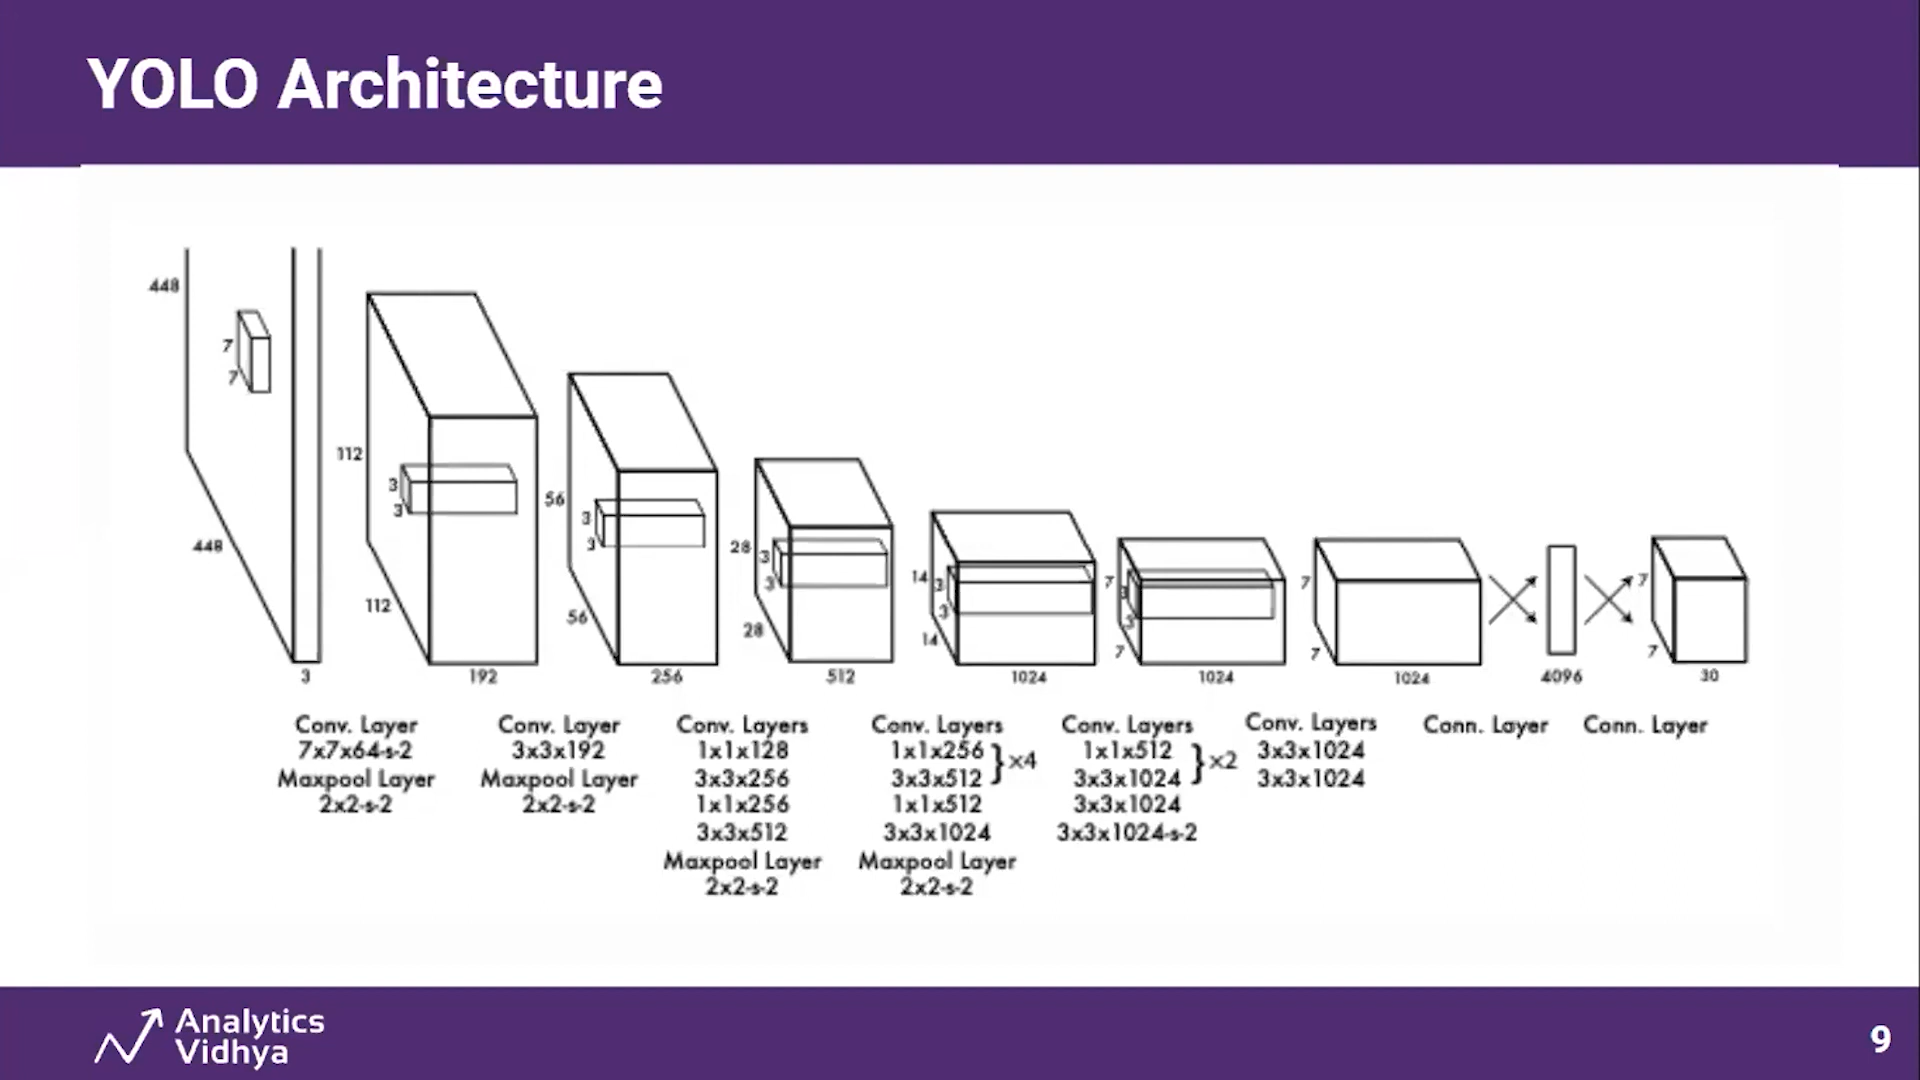 YOLO Architecture
448
7
7
448
3
112
3
3
112
192
56
3
3
56
256
28
3
3
28
512
14
3
3
14
1024
7
3
3
7
1024
7
7
1024
4096
7
7
30
Conv. Layer
7x7x64-s-2
Maxpool Layer
2x2-s-2
Conv. Layer
3x3x192
Maxpool Layer
2x2-s-2
Conv. Layers
1x1x128
3x3x256
1x1x256
3x3x512
Maxpool Layer
2x2-s-2
Conv. Layers
1x1x256
3x3x512 }×4
1x1x512
3x3x1024
Maxpool Layer
2x2-s-2
Conv. Layers
1x1x512
3x3x1024 }×2
3x3x1024
3x3x1024-s-2
Conv. Layers
3x3x1024
3x3x1024
Conn. Layer
Conn. Layer
Analytics
Vidhya
9